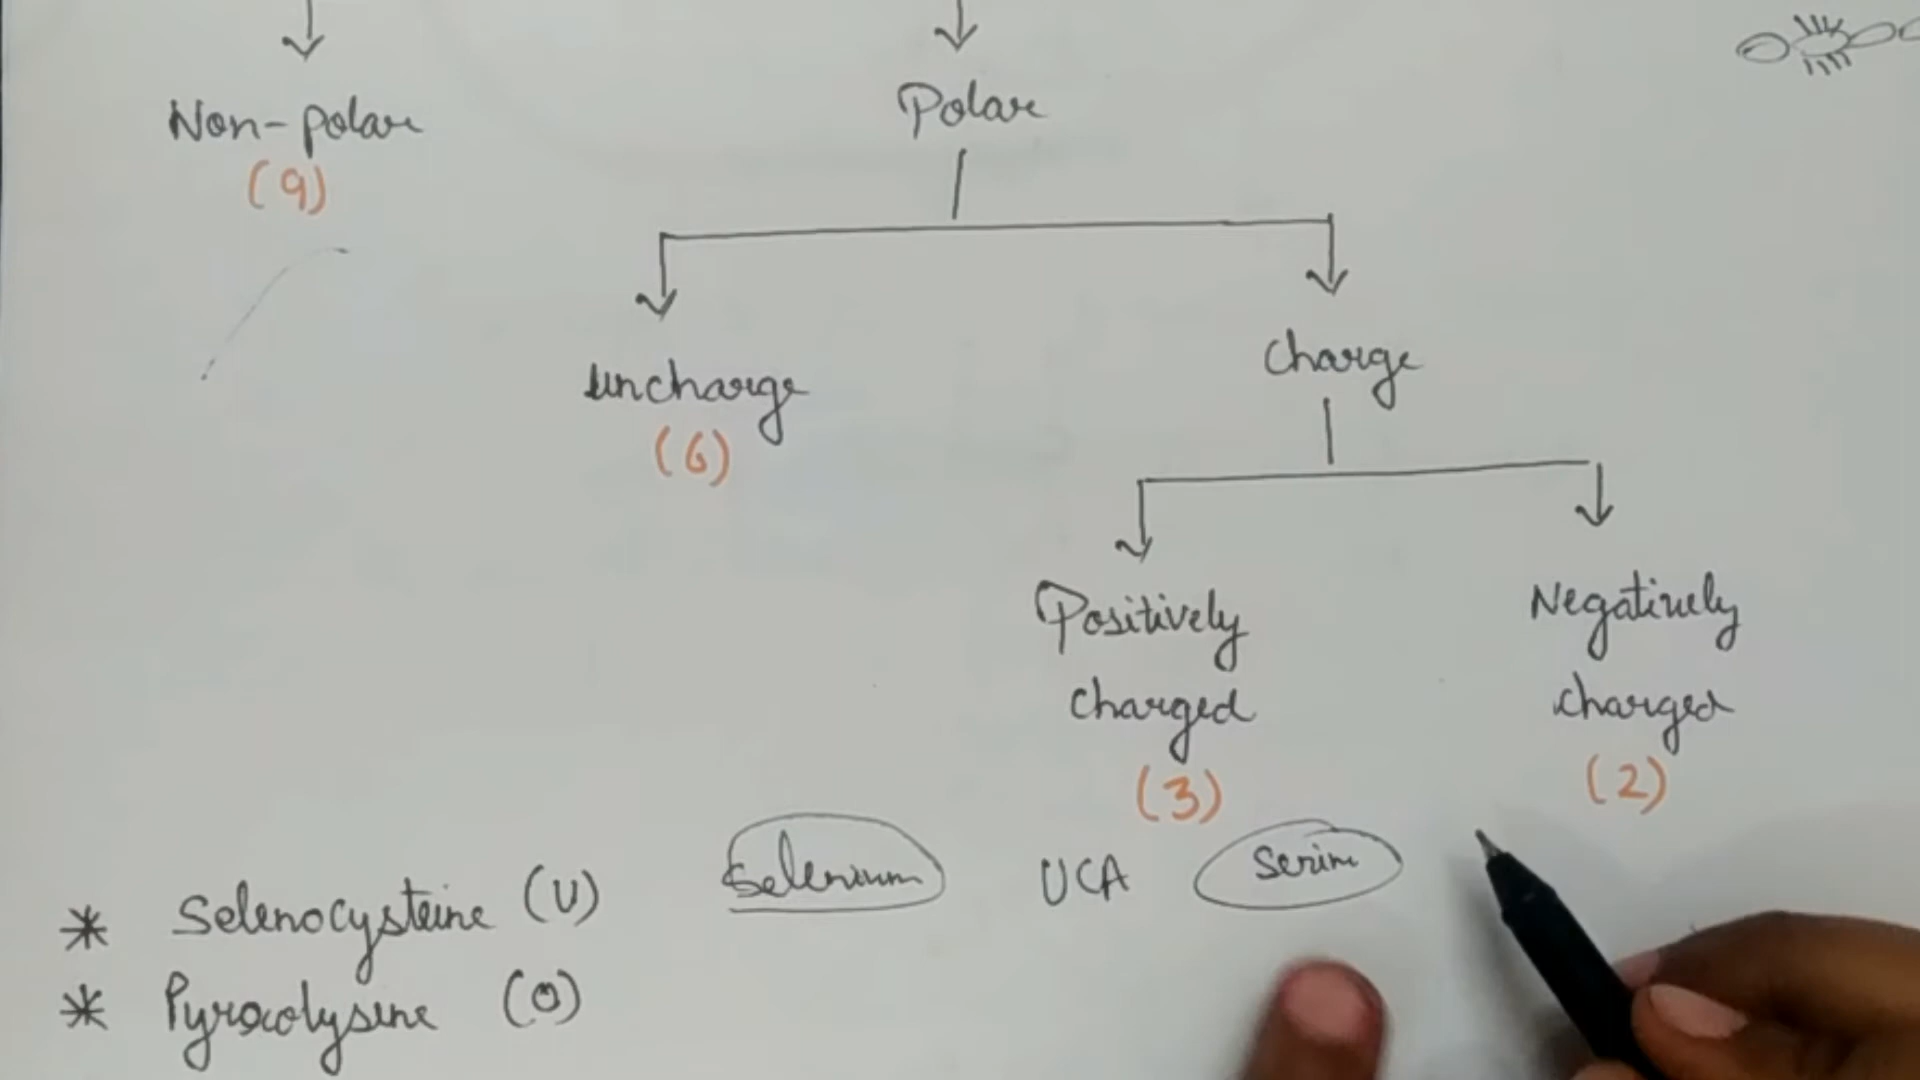 Non-polar
(9)
Polar
uncharge
(6)
Charge
Positively
charged
(3)
Negatively
charged
(2)
* Selenocysteine (U) Selenium UCA Serine
* Pyrrolysine (O)